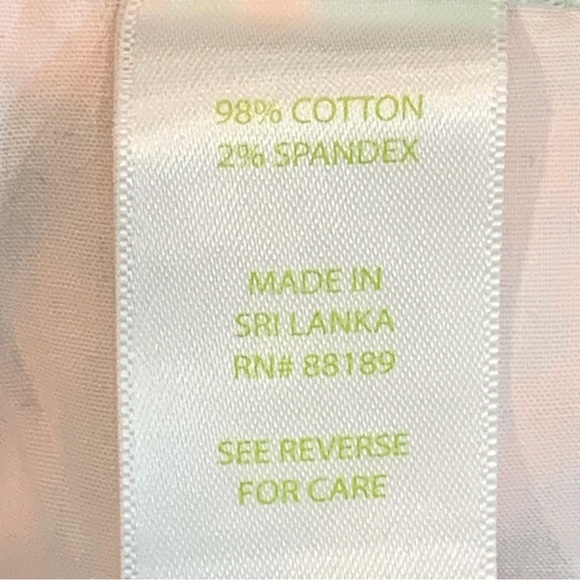 98% COTTON
2% SPANDEX
MADE IN
SRI LANKA
RN# 88189
SEE REVERSE
FOR CARE